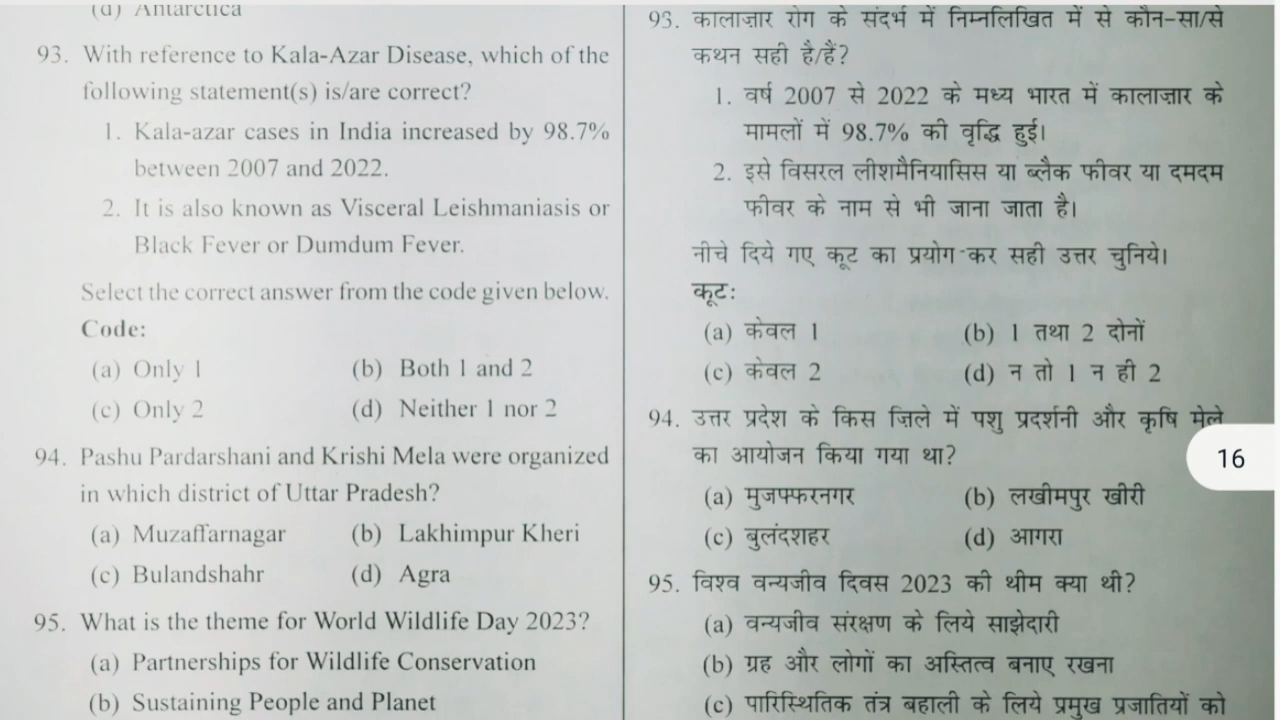 (d) Antarctica
93. With reference to Kala-Azar Disease, which of the
following statement(s) is/are correct?
1. Kala-azar cases in India increased by 98.7%
between 2007 and 2022.
2. It is also known as Visceral Leishmaniasis or
Black Fever or Dumdum Fever.
Select the correct answer from the code given below.
Code:
(a) Only 1 (b) Both 1 and 2
(c) Only 2 (d) Neither 1 nor 2
94. Pashu Pardarshani and Krishi Mela were organized
in which district of Uttar Pradesh?
(a) Muzaffarnagar (b) Lakhimpur Kheri
(c) Bulandshahr (d) Agra
95. What is the theme for World Wildlife Day 2023?
(a) Partnerships for Wildlife Conservation
(b) Sustaining People and Planet
93. कालाज़ार रोग के संदर्भ में निम्नलिखित में से कौन-सा/से
कथन सही है/हैं?
1. वर्ष 2007 से 2022 के मध्य भारत में कालाज़ार के
मामलों में 98.7% की वृद्धि हुई।
2. इसे विसरल लीशमैनियासिस या ब्लैक फीवर या दमदम
फीवर के नाम से भी जाना जाता है।
नीचे दिये गए कूट का प्रयोग कर सही उत्तर चुनिये।
कूट:
(a) केवल 1 (b) 1 तथा 2 दोनों
(c) केवल 2 (d) न तो 1 न ही 2
94. उत्तर प्रदेश के किस ज़िले में पशु प्रदर्शनी और कृषि मेले
का आयोजन किया गया था?
(a) मुजफ्फरनगर (b) लखीमपुर खीरी
(c) बुलंदशहर (d) आगरा
95. विश्व वन्यजीव दिवस 2023 की थीम क्या थी?
(a) वन्यजीव संरक्षण के लिये साझेदारी
(b) ग्रह और लोगों का अस्तित्व बनाए रखना
(c) पारिस्थितिक तंत्र बहाली के लिये प्रमुख प्रजातियों को
16